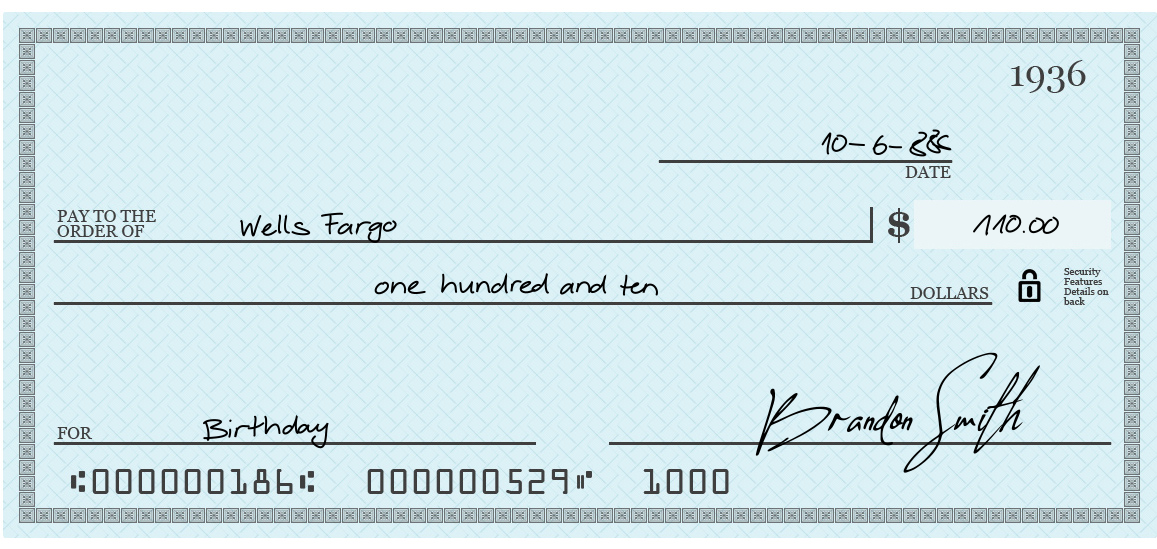 1936
10-6-
DATE
PAY TO THE
ORDER OF
Wells Fargo
$ 110.00
one hundred and ten
DOLLARS
Security
Features
Details on
back
FOR Birthday
Brandon Smith
⑆000000186⑆ 000000529⑈ 1000